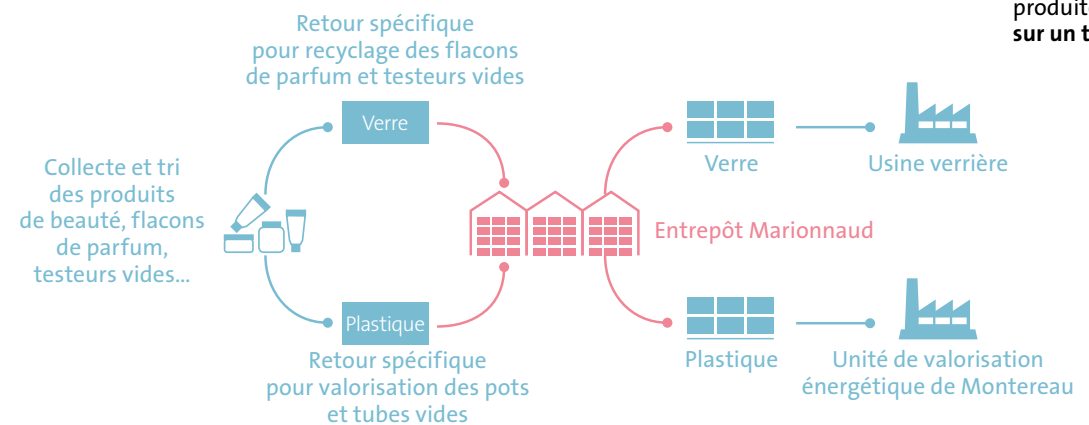 produit
sur un t
Retour spécifique
pour recyclage des flacons
de parfum et testeurs vides
Verre
Collecte et tri
des produits
de beauté, flacons
de parfum,
testeurs vides...
Plastique
Retour spécifique
pour valorisation des pots
et tubes vides
Entrepôt Marionnaud
Verre
Usine verrière
Plastique
Unité de valorisation
énergétique de Montereau